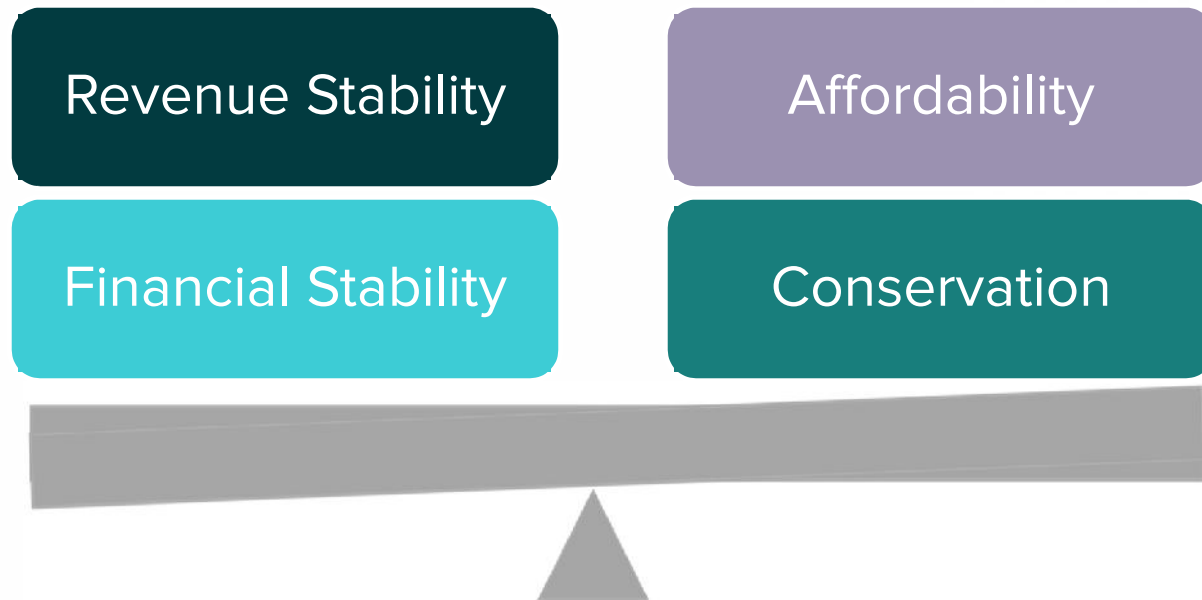 Revenue Stability
Affordability
Financial Stability
Conservation